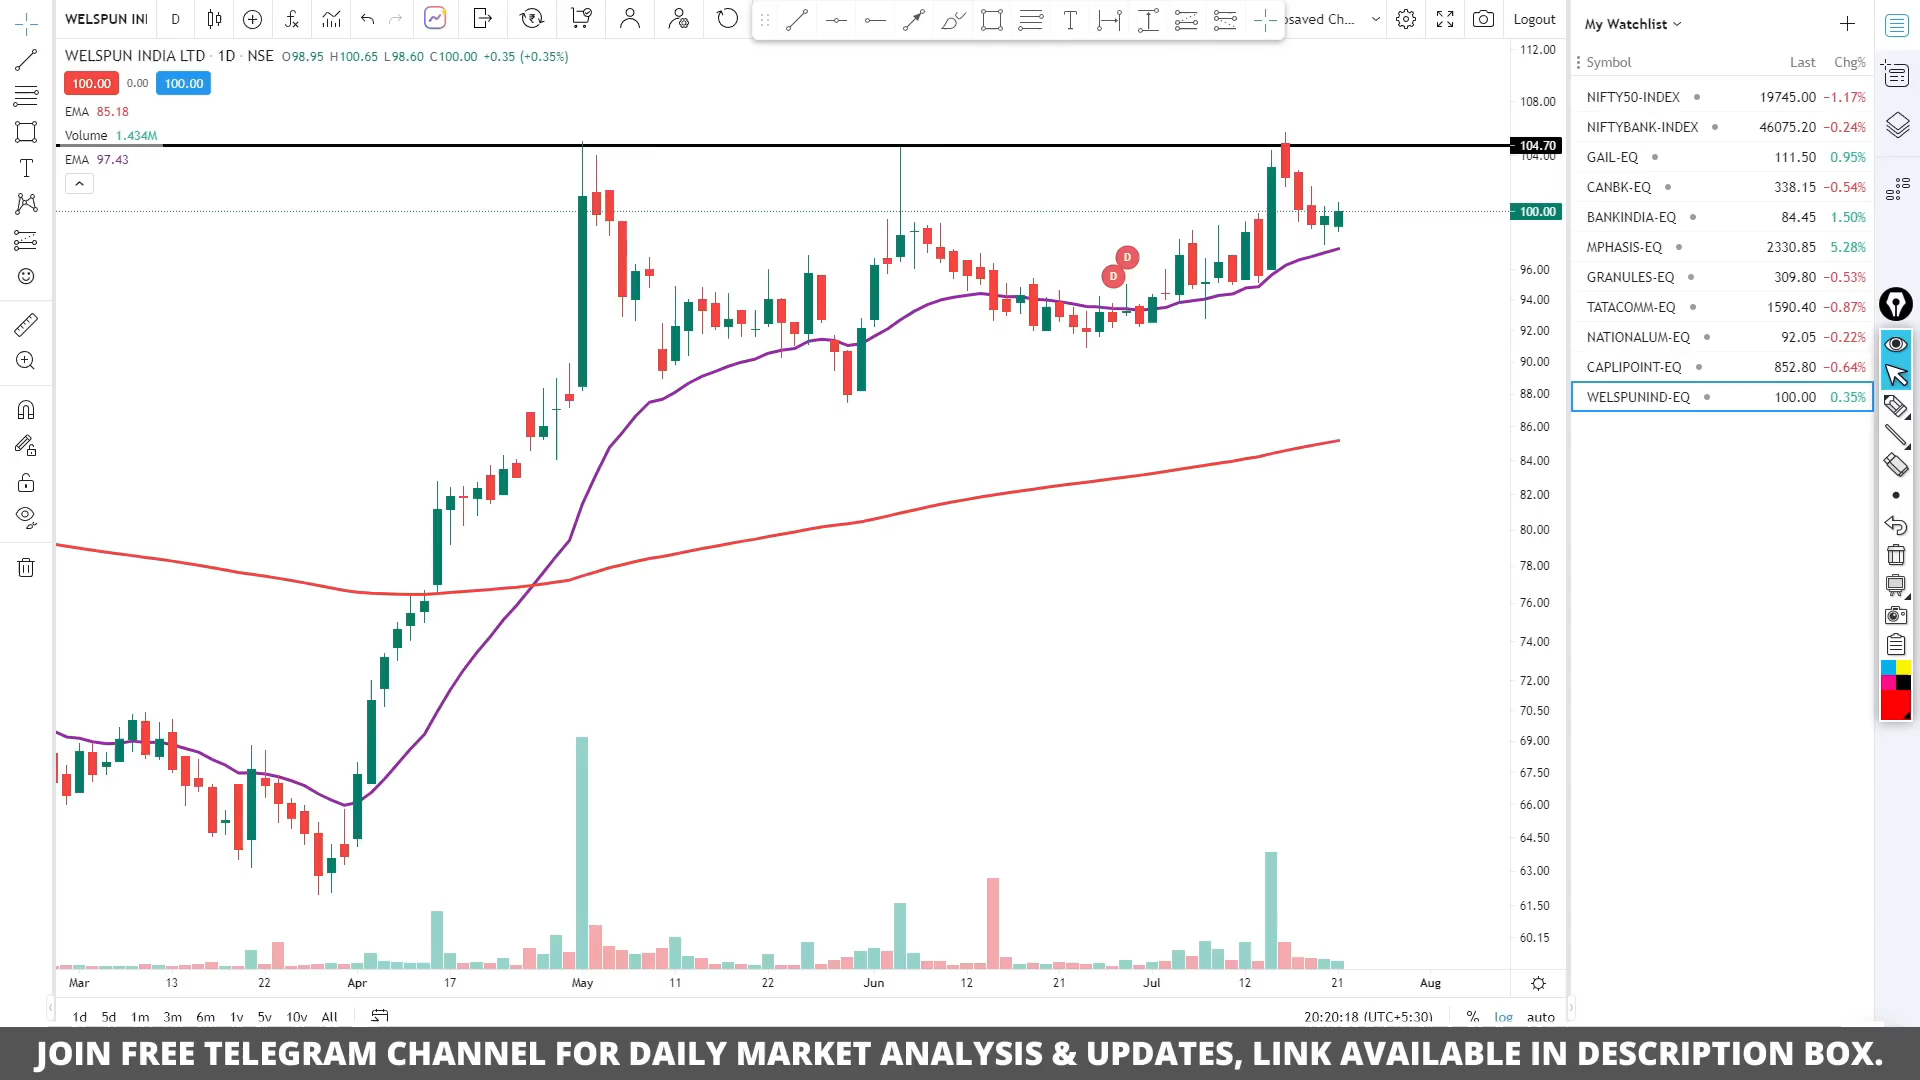 WELSPUN INI D Logout
osaved Ch...
WELSPUN INDIA LTD · 1D · NSE O98.95 H100.65 L98.60 C100.00 +0.35 (+0.35%)
100.00 0.00 100.00
EMA 85.18
Volume 1.434M
EMA 97.43
D
D
112.00
108.00
104.70
104.00
100.00
96.00
94.00
92.00
90.00
88.00
86.00
84.00
82.00
80.00
78.00
76.00
74.00
72.00
70.50
69.00
67.50
66.00
64.50
63.00
61.50
60.15
Mar 13 22 Apr 17 May 11 22 Jun 12 21 Jul 12 21 Aug
1d 5d 1m 3m 6m 1y 5y 10y All 20:20:18 (UTC+5:30) % log auto
My Watchlist
Symbol Last Chg%
NIFTY50-INDEX 19745.00 −1.17%
NIFTYBANK-INDEX 46075.20 −0.24%
GAIL-EQ 111.50 0.95%
CANBK-EQ 338.15 −0.54%
BANKINDIA-EQ 84.45 1.50%
MPHASIS-EQ 2330.85 5.28%
GRANULES-EQ 309.80 −0.53%
TATACOMM-EQ 1590.40 −0.87%
NATIONALUM-EQ 92.05 −0.22%
CAPLIPOINT-EQ 852.80 −0.64%
WELSPUNIND-EQ 100.00 0.35%
JOIN FREE TELEGRAM CHANNEL FOR DAILY MARKET ANALYSIS & UPDATES, LINK AVAILABLE IN DESCRIPTION BOX.